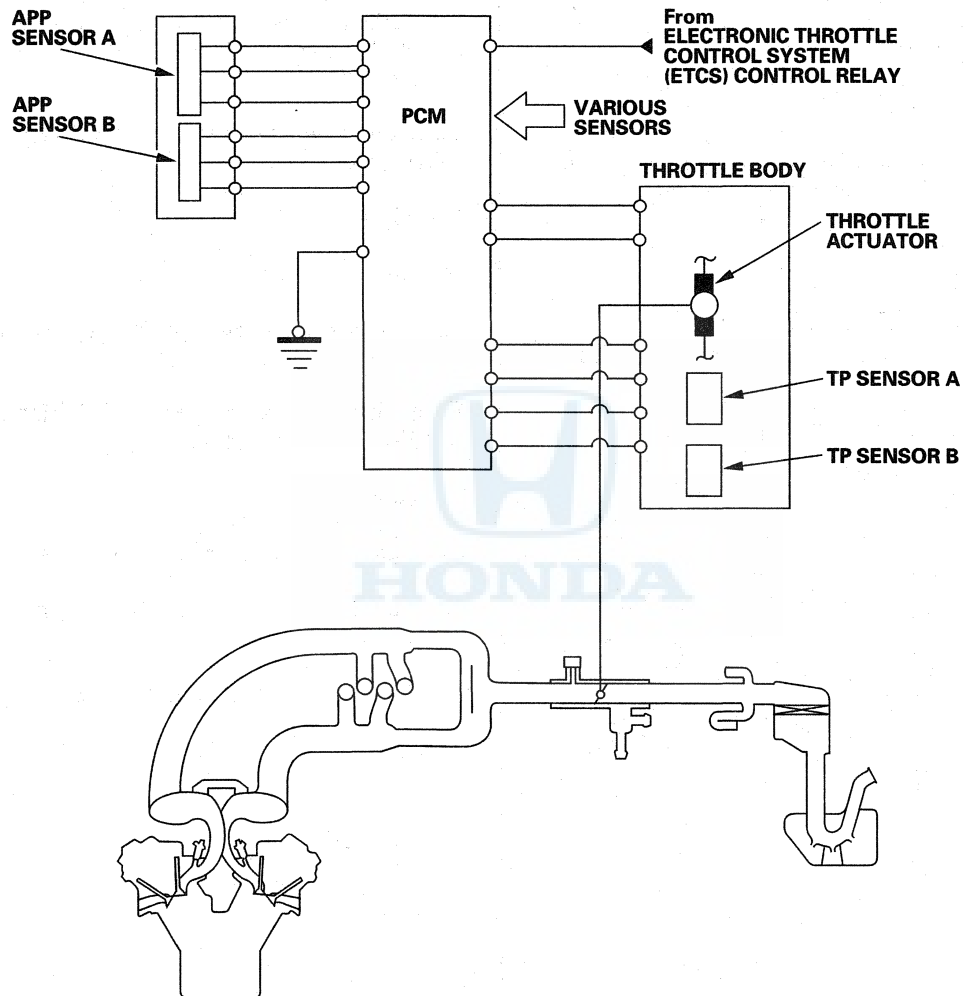 APP
SENSOR A
APP
SENSOR B
PCM
From
ELECTRONIC THROTTLE
CONTROL SYSTEM
(ETCS) CONTROL RELAY
VARIOUS
SENSORS
THROTTLE BODY
THROTTLE
ACTUATOR
TP SENSOR A
TP SENSOR B
HONDA